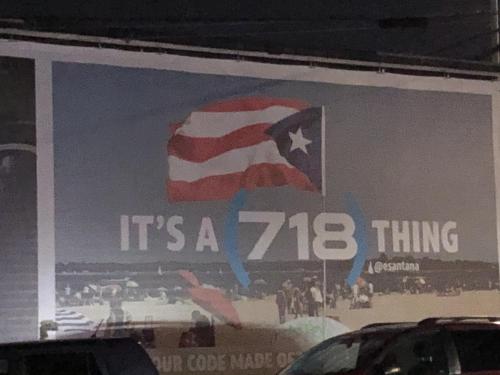 IT'S A (718) THING
@esantana
OUR CODE MADE OF